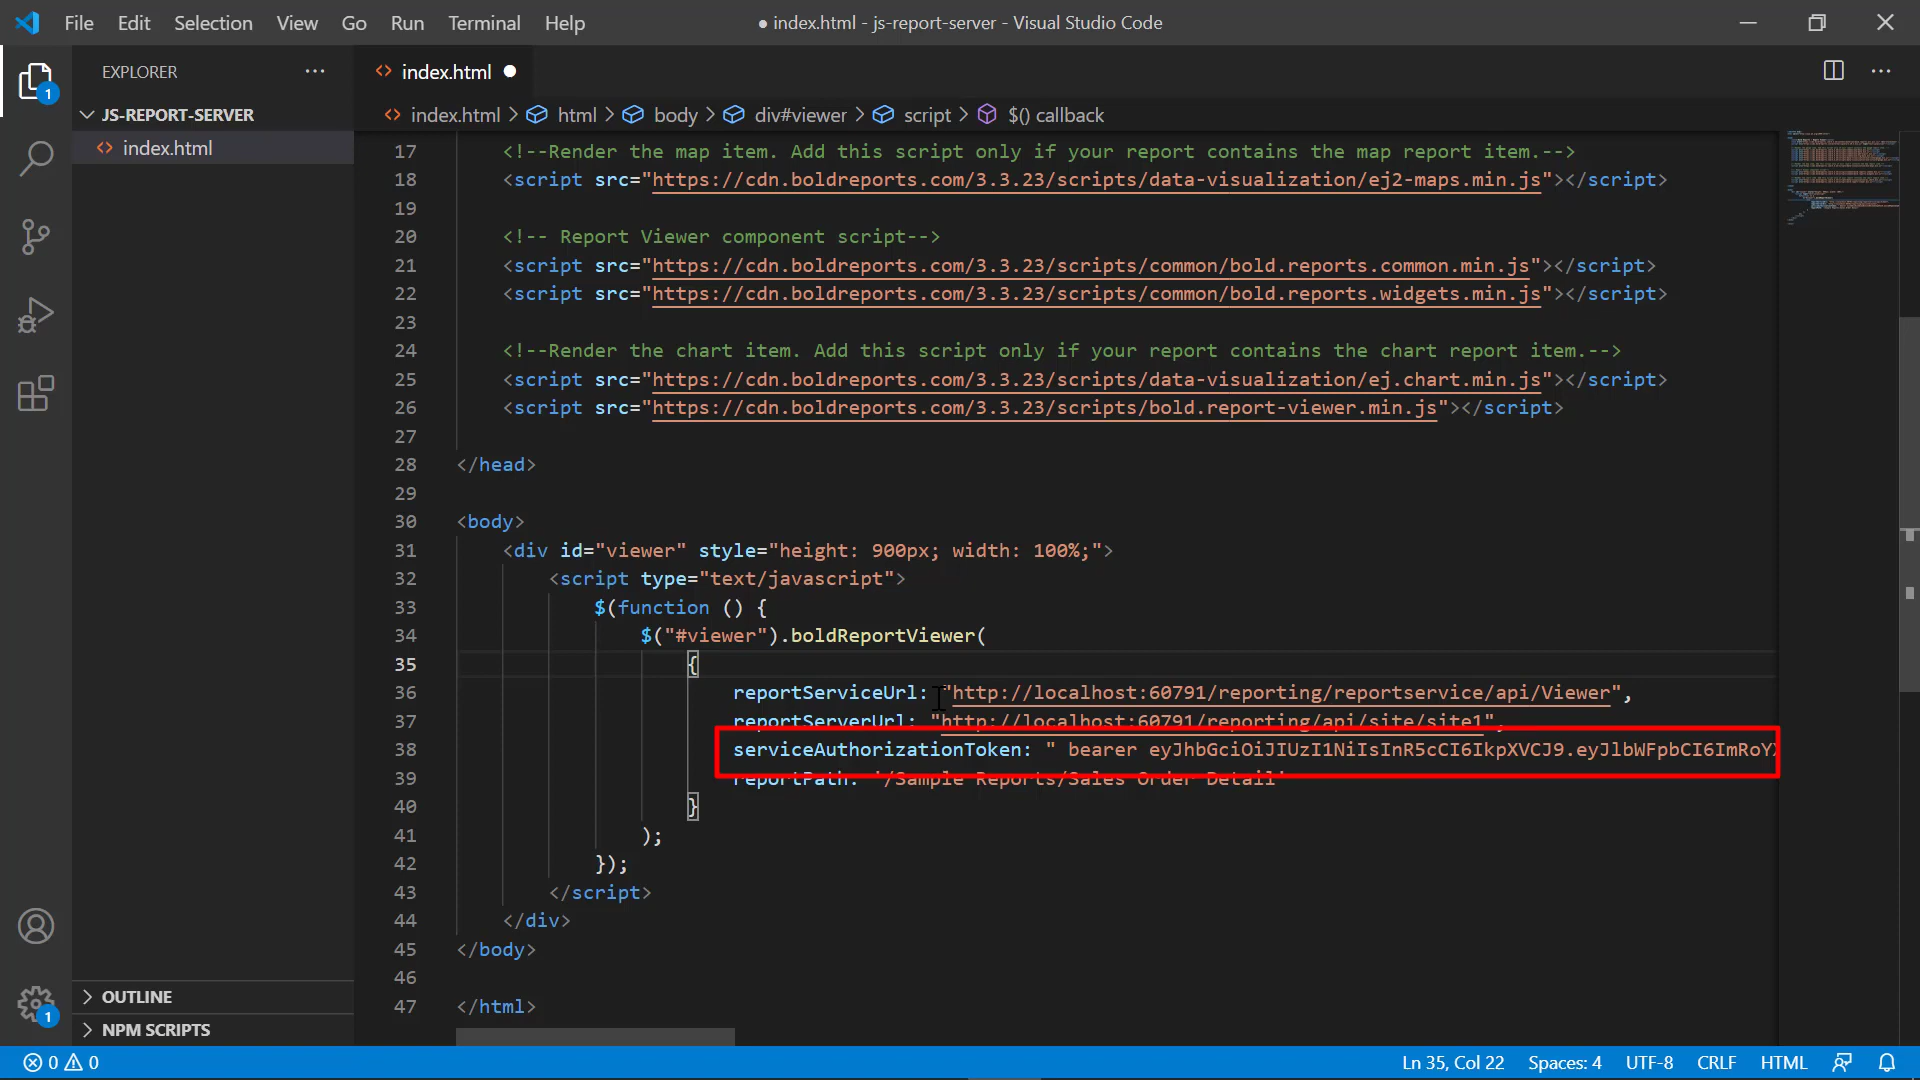 File Edit Selection View Go Run Terminal Help
● index.html - js-report-server - Visual Studio Code
EXPLORER
index.html
index.html > html > body > div#viewer > script > $() callback
JS-REPORT-SERVER
index.html
17 <!--Render the map item. Add this script only if your report contains the map report item.-->
18 <script src="https://cdn.boldreports.com/3.3.23/scripts/data-visualization/ej2-maps.min.js"></script>
19
20 <!-- Report Viewer component script-->
21 <script src="https://cdn.boldreports.com/3.3.23/scripts/common/bold.reports.common.min.js"></script>
22 <script src="https://cdn.boldreports.com/3.3.23/scripts/common/bold.reports.widgets.min.js"></script>
23
24 <!--Render the chart item. Add this script only if your report contains the chart report item.-->
25 <script src="https://cdn.boldreports.com/3.3.23/scripts/data-visualization/ej.chart.min.js"></script>
26 <script src="https://cdn.boldreports.com/3.3.23/scripts/bold.report-viewer.min.js"></script>
27
28 </head>
29
30 <body>
31 <div id="viewer" style="height: 900px; width: 100%;">
32 <script type="text/javascript">
33 $(function () {
34 $("#viewer").boldReportViewer(
35 {
36 reportServiceUrl: "http://localhost:60791/reporting/reportservice/api/Viewer",
37 reportServerUrl: "http://localhost:60791/reporting/api/site/site1",
38 serviceAuthorizationToken: " bearer eyJhbGciOiJIUzI1NiIsInR5cCI6IkpXVCJ9.eyJlbWFpbCI6ImRoY
39 reportPath: '/Sample Reports/Sales Order Detail'
40 }
41 );
42 });
43 </script>
44 </div>
45 </body>
46
47 </html>
OUTLINE
NPM SCRIPTS
1
1
0 0
Ln 35, Col 22 Spaces: 4 UTF-8 CRLF HTML